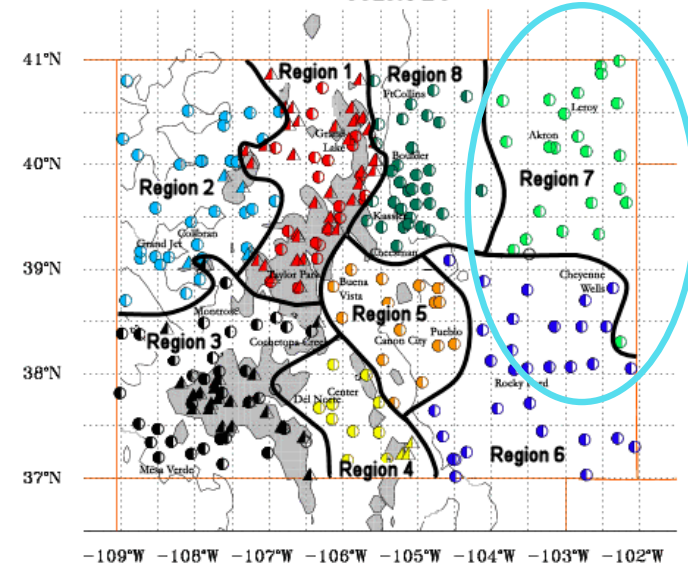 41°N
Region 1
Region 8
FtCollins
Leroy
Grand
Lake
Akron
40°N
Boulder
Region 2
Region 7
Kassler
Collbran
Cheesman
Grand Jct
39°N
Taylor Park
Cheyenne
Wells
Buena
Vista
Montrose
Region 5
Region 3
Pueblo
Cochetopa Creek
Canon City
38°N
Center
Del Norte
Rocky Ford
Region 6
Mesa Verde
37°N
Region 4
-109°W -108°W -107°W -106°W -105°W -104°W -103°W -102°W